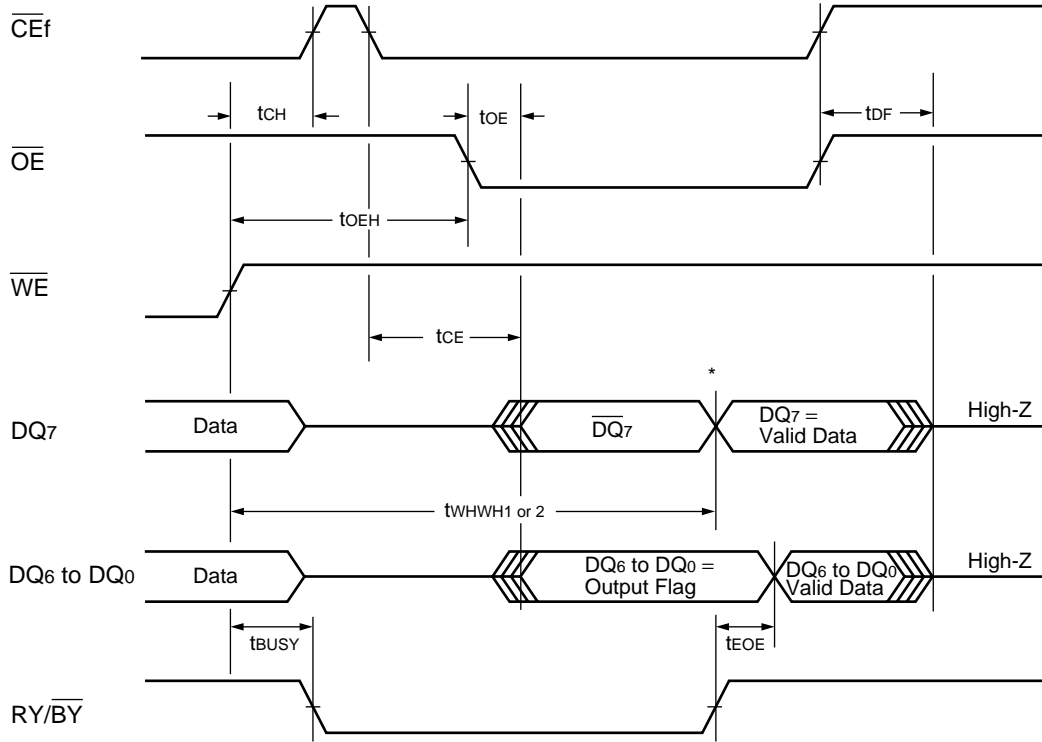 CEf
tCH
tOE
tDF
OE
tOEH
WE
tCE
*
DQ7
Data
DQ7
DQ7 =
Valid Data
High-Z
tWHWH1 or 2
DQ6 to DQ0
Data
DQ6 to DQ0 =
Output Flag
DQ6 to DQ0
Valid Data
High-Z
tBUSY
tEOE
RY/BY